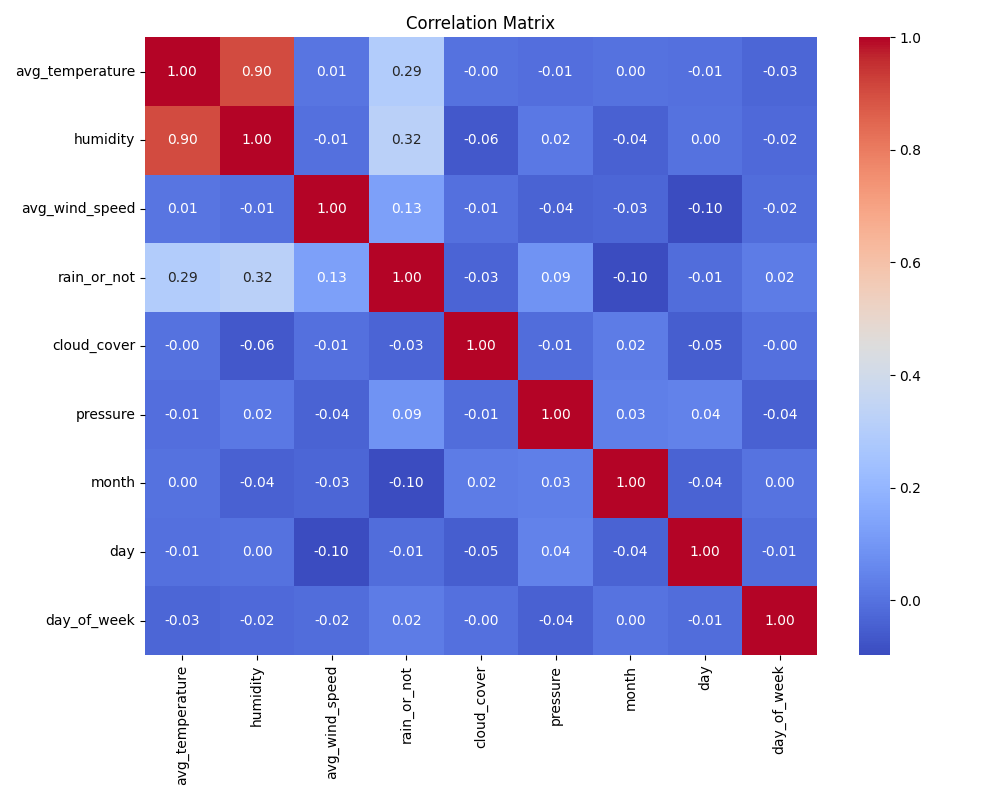 Correlation Matrix
avg_temperature 1.00 0.90 0.01 0.29 -0.00 -0.01 0.00 -0.01 -0.03
humidity 0.90 1.00 -0.01 0.32 -0.06 0.02 -0.04 0.00 -0.02
avg_wind_speed 0.01 -0.01 1.00 0.13 -0.01 -0.04 -0.03 -0.10 -0.02
rain_or_not 0.29 0.32 0.13 1.00 -0.03 0.09 -0.10 -0.01 0.02
cloud_cover -0.00 -0.06 -0.01 -0.03 1.00 -0.01 0.02 -0.05 -0.00
pressure -0.01 0.02 -0.04 0.09 -0.01 1.00 0.03 0.04 -0.04
month 0.00 -0.04 -0.03 -0.10 0.02 0.03 1.00 -0.04 0.00
day -0.01 0.00 -0.10 -0.01 -0.05 0.04 -0.04 1.00 -0.01
day_of_week -0.03 -0.02 -0.02 0.02 -0.00 -0.04 0.00 -0.01 1.00
avg_temperature
humidity
avg_wind_speed
rain_or_not
cloud_cover
pressure
month
day
day_of_week
1.0
0.8
0.6
0.4
0.2
0.0